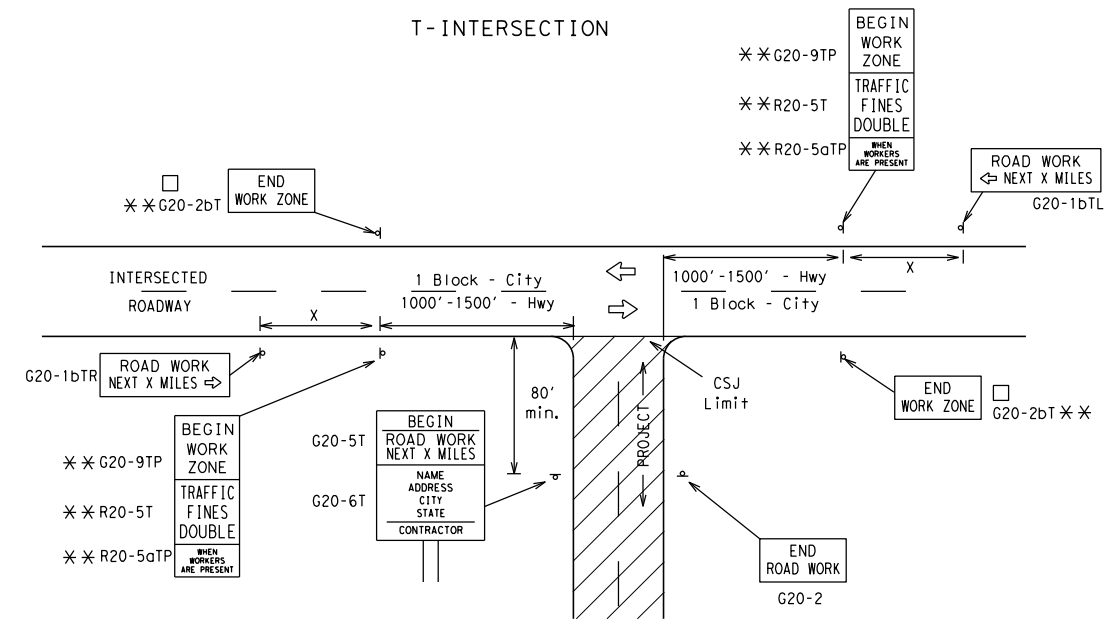 T-INTERSECTION
BEGIN
WORK
ZONE
TRAFFIC
FINES
DOUBLE
WHEN
WORKERS
ARE PRESENT
**G20-9TP
**R20-5T
**R20-5aTP
ROAD WORK
⇦ NEXT X MILES
G20-1bTL
END
WORK ZONE
□
**G20-2bT
INTERSECTED
ROADWAY
1 Block - City
1000'-1500' - Hwy
1000'-1500' - Hwy
1 Block - City
X
X
ROAD WORK
NEXT X MILES ⇨
G20-1bTR
BEGIN
WORK
ZONE
TRAFFIC
FINES
DOUBLE
WHEN
WORKERS
ARE PRESENT
**G20-9TP
**R20-5T
**R20-5aTP
G20-5T
G20-6T
BEGIN
ROAD WORK
NEXT X MILES
NAME
ADDRESS
CITY
STATE
CONTRACTOR
80'
min.
PROJECT
CSJ
Limit
END
WORK ZONE
□
G20-2bT**
END
ROAD WORK
G20-2